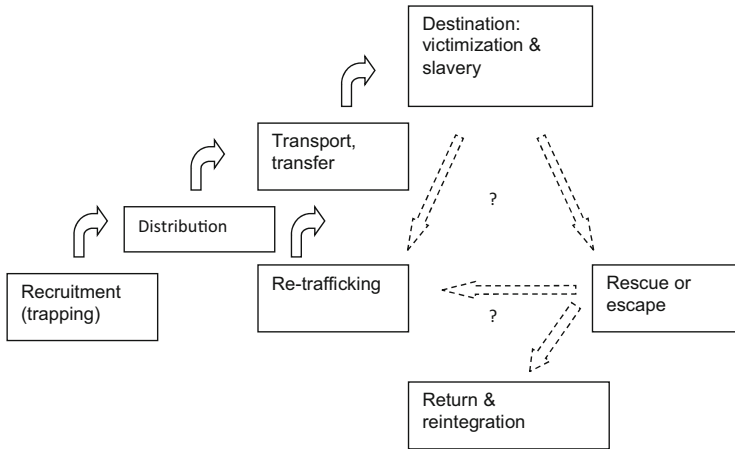 Destination:
victimization &
slavery
Transport,
transfer
Distribution
?
Recruitment
(trapping)
Re-trafficking
Rescue or
escape
?
Return &
reintegration